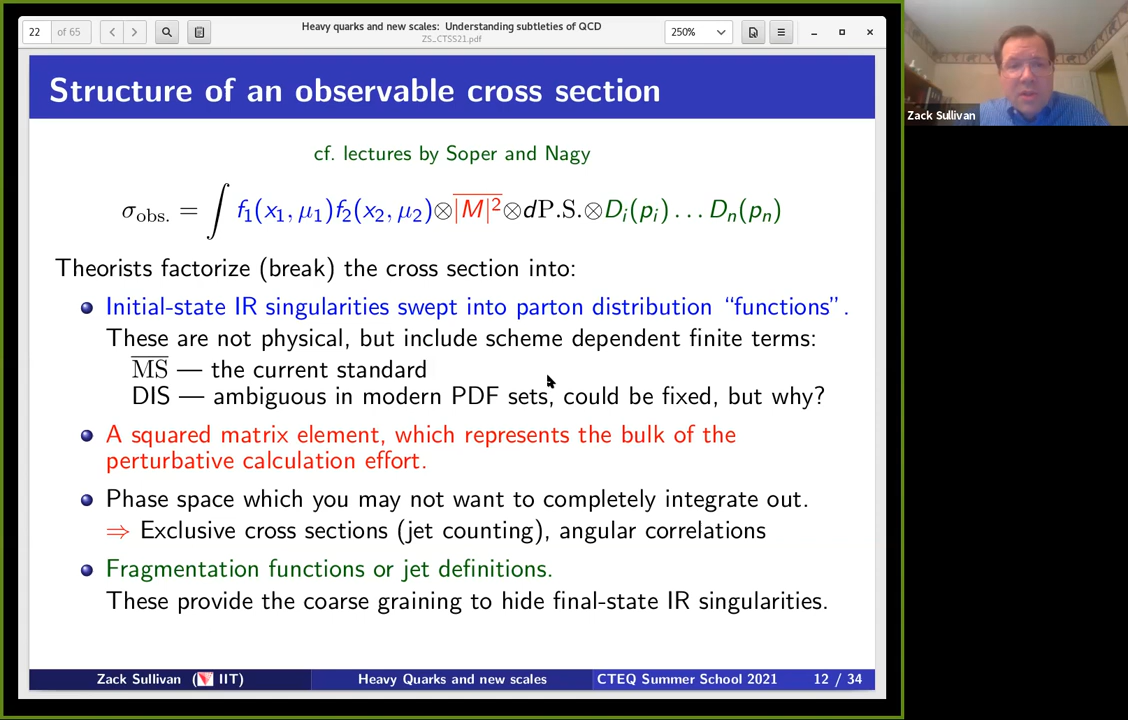 22 of 65
Heavy quarks and new scales: Understanding subtleties of QCD
ZS_CTSS21.pdf
250%
Zack Sullivan
Structure of an observable cross section
cf. lectures by Soper and Nagy
σ_obs. = ∫ f₁(x₁, μ₁)f₂(x₂, μ₂)⊗|M|²⊗dP.S.⊗D_i(p_i)...D_n(p_n)
Theorists factorize (break) the cross section into:
Initial-state IR singularities swept into parton distribution “functions”.
These are not physical, but include scheme dependent finite terms:
MS — the current standard
DIS — ambiguous in modern PDF sets, could be fixed, but why?
A squared matrix element, which represents the bulk of the
perturbative calculation effort.
Phase space which you may not want to completely integrate out.
⇒ Exclusive cross sections (jet counting), angular correlations
Fragmentation functions or jet definitions.
These provide the coarse graining to hide final-state IR singularities.
Zack Sullivan (IIT) Heavy Quarks and new scales CTEQ Summer School 2021 12 / 34